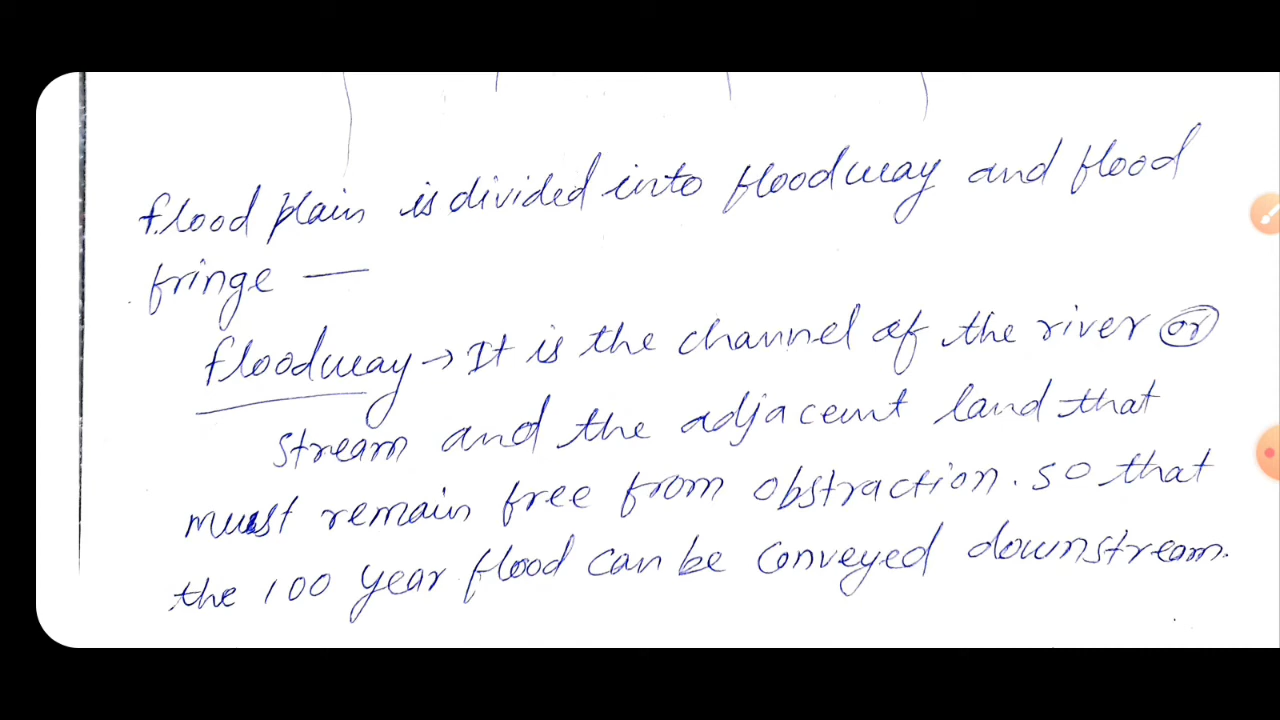 flood plain is divided into floodway and flood
fringe —
floodway → It is the channel of the river or
stream and the adjacent land that
must remain free from obstraction. so that
the 100 year flood can be conveyed downstream.